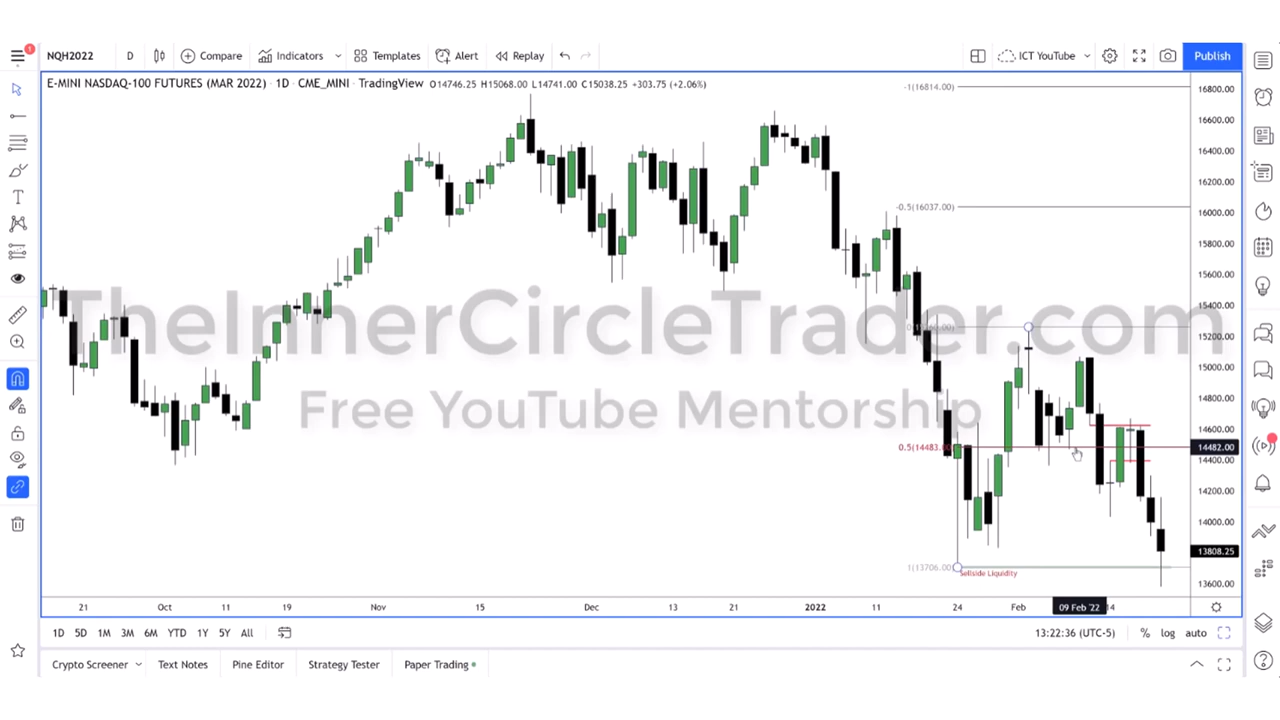 NQH2022 D Compare Indicators Templates Alert Replay ICT YouTube Publish
E-MINI NASDAQ-100 FUTURES (MAR 2022) · 1D · CME_MINI · TradingView O14746.25 H15068.00 L14741.00 C15038.25 +303.75 (+2.06%)
-1(16814.00)
16800.00
16600.00
16400.00
16200.00
-0.5(16037.00)
16000.00
15800.00
15600.00
15400.00
TheInnerCircleTrader.com
15200.00
15000.00
Free YouTube Mentorship
14800.00
14600.00
0.5(14483.
14482.00
14400.00
14200.00
14000.00
13808.25
1(13706.00)
Sellside Liquidity
13600.00
21 Oct 11 19 Nov 15 Dec 13 21 2022 11 24 Feb 09 Feb '22 14
1D 5D 1M 3M 6M YTD 1Y 5Y All 13:22:36 (UTC-5) % log auto
Crypto Screener Text Notes Pine Editor Strategy Tester Paper Trading
1